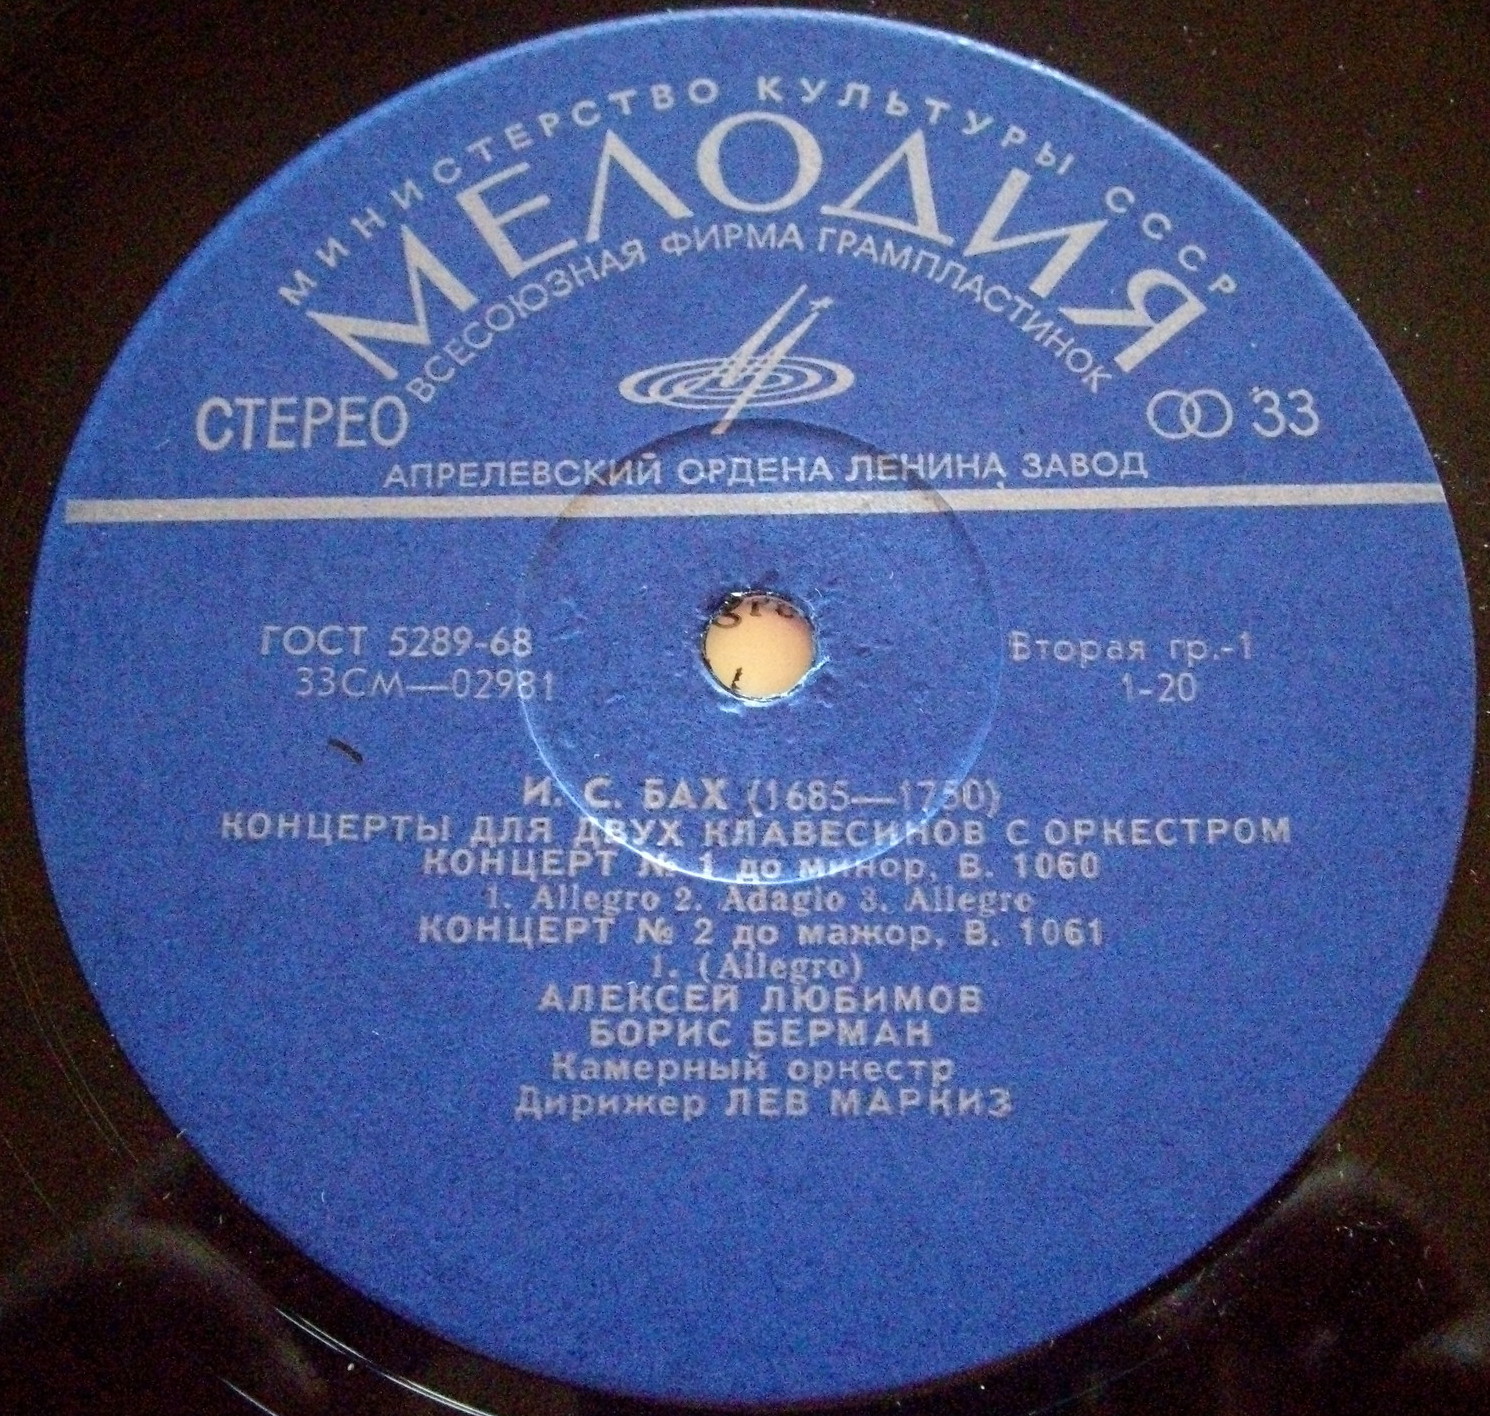 МИНИСТЕРСТВО КУЛЬТУРЫ СССР
МЕЛОДИЯ
ВСЕСОЮЗНАЯ ФИРМА ГРАМПЛАСТИНОК
СТЕРЕО
33
АПРЕЛЕВСКИЙ ОРДЕНА ЛЕНИНА ЗАВОД
ГОСТ 5289-68
33СМ—02981
Вторая гр.-1
1-20
И. С. БАХ (1685—1750)
КОНЦЕРТЫ ДЛЯ ДВУХ КЛАВЕСИНОВ С ОРКЕСТРОМ
КОНЦЕРТ № 1 до минор, В. 1060
1. Allegro 2. Adagio 3. Allegro
КОНЦЕРТ № 2 до мажор, В. 1061
1. (Allegro)
АЛЕКСЕЙ ЛЮБИМОВ
БОРИС БЕРМАН
Камерный оркестр
Дирижер ЛЕВ МАРКИЗ